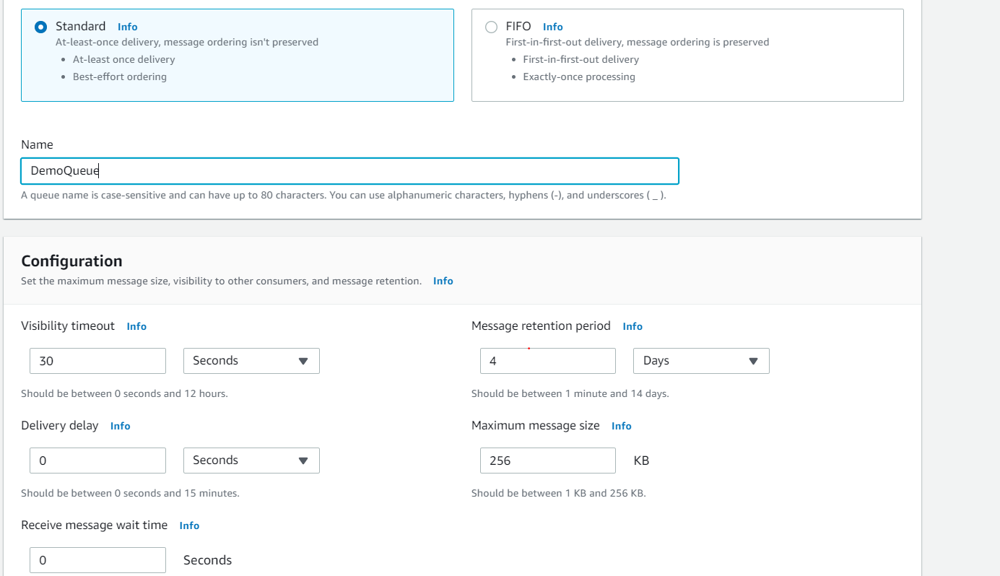 Standard Info
At-least-once delivery, message ordering isn't preserved
• At-least once delivery
• Best-effort ordering
FIFO Info
First-in-first-out delivery, message ordering is preserved
• First-in-first-out delivery
• Exactly-once processing
Name
DemoQueue
A queue name is case-sensitive and can have up to 80 characters. You can use alphanumeric characters, hyphens (-), and underscores ( _ ).
Configuration
Set the maximum message size, visibility to other consumers, and message retention. Info
Visibility timeout Info
30 Seconds
Should be between 0 seconds and 12 hours.
Message retention period Info
4 Days
Should be between 1 minute and 14 days.
Delivery delay Info
0 Seconds
Should be between 0 seconds and 15 minutes.
Maximum message size Info
256 KB
Should be between 1 KB and 256 KB.
Receive message wait time Info
0 Seconds